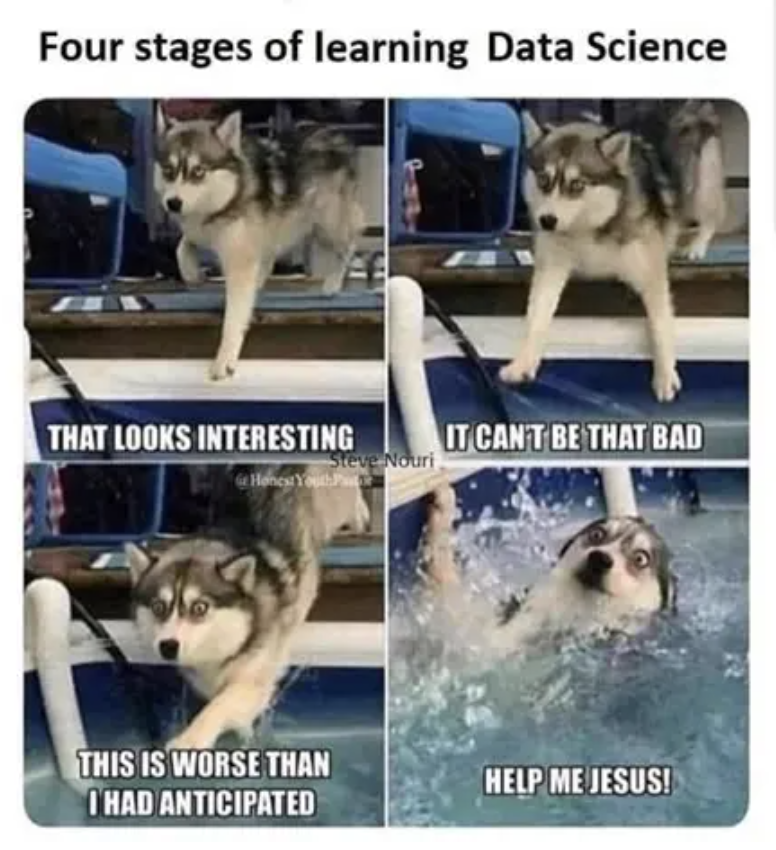 Four stages of learning Data Science
THAT LOOKS INTERESTING
IT CAN'T BE THAT BAD
Steve Nouri
@HonestYouthPastor
THIS IS WORSE THAN
I HAD ANTICIPATED
HELP ME JESUS!